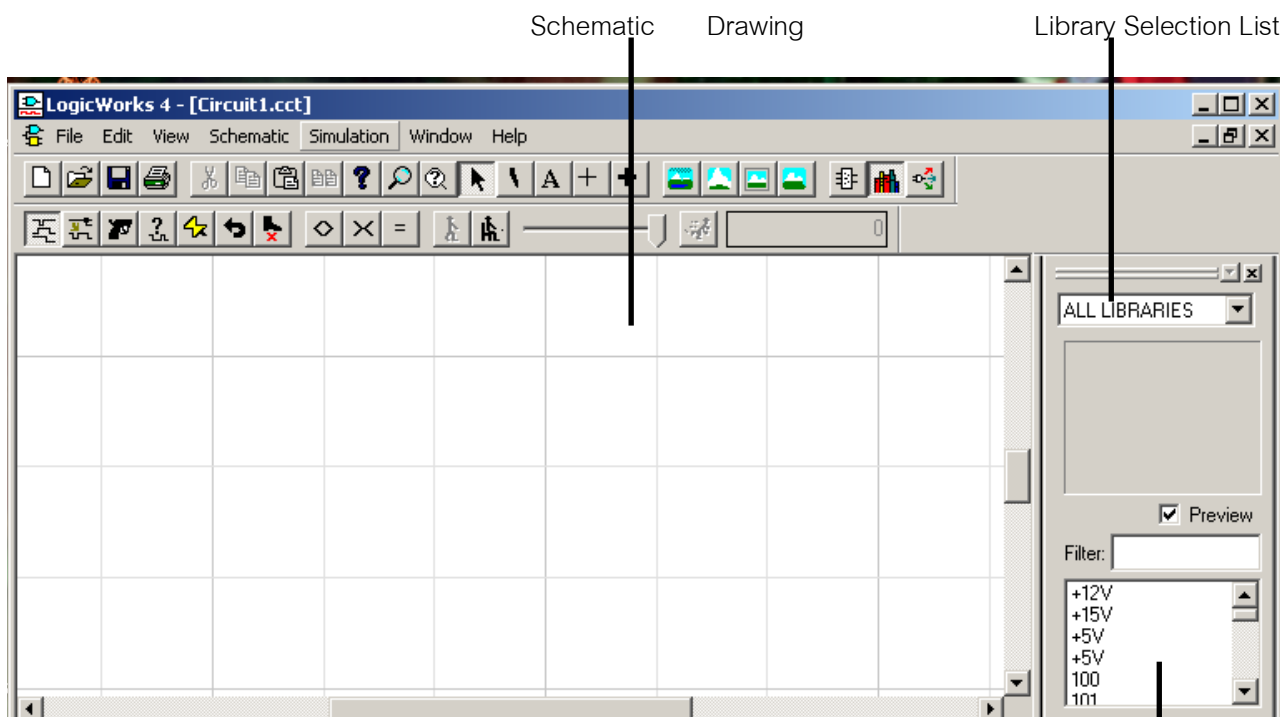 Schematic Drawing Library Selection List
LogicWorks 4 - [Circuit1.cct]
File Edit View Schematic Simulation Window Help
A
=
0
ALL LIBRARIES
Preview
Filter:
+12V
+15V
+5V
+5V
100
101